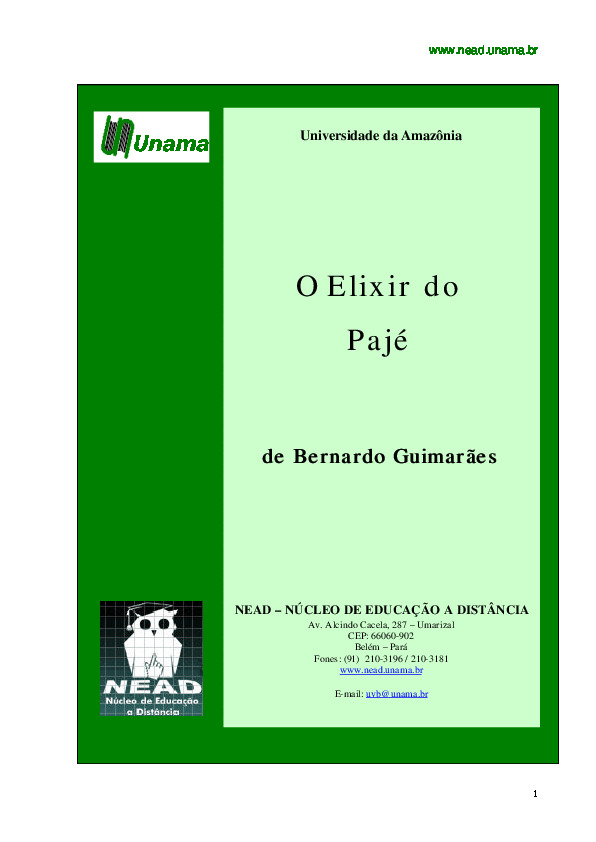 www.nead.unama.br
Unama
Universidade da Amazônia
O Elixir do
Pajé
de Bernardo Guimarães
NEAD – NÚCLEO DE EDUCAÇÃO A DISTÂNCIA
Av. Alcindo Cacela, 287 – Umarizal
CEP: 66060-902
Belém – Pará
Fones: (91) 210-3196 / 210-3181
www.nead.unama.br
E-mail: uvb@unama.br
NEAD
Núcleo de Educação
a Distância
1